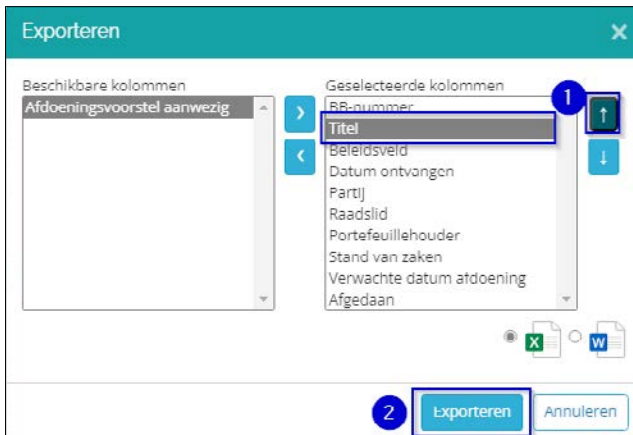 Exporteren
Beschikbare kolommen
Afdoeningsvoorstel aanwezig
Geselecteerde kolommen
1
BB-nummer
Titel
Beleidsveld
Datum ontvangen
Partij
Raadslid
Portefeuillehouder
Stand van zaken
Verwachte datum afdoening
Afgedaan
X
W
2
Exporteren
Annuleren